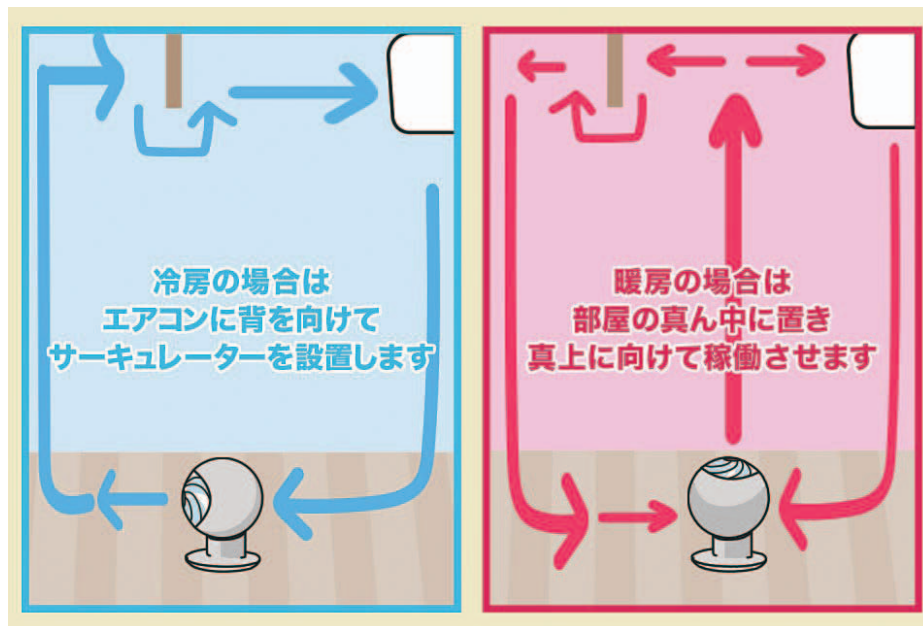 冷房の場合は
エアコンに背を向けて
サーキュレーターを設置します
暖房の場合は
部屋の真ん中に置き
真上に向けて稼働させます